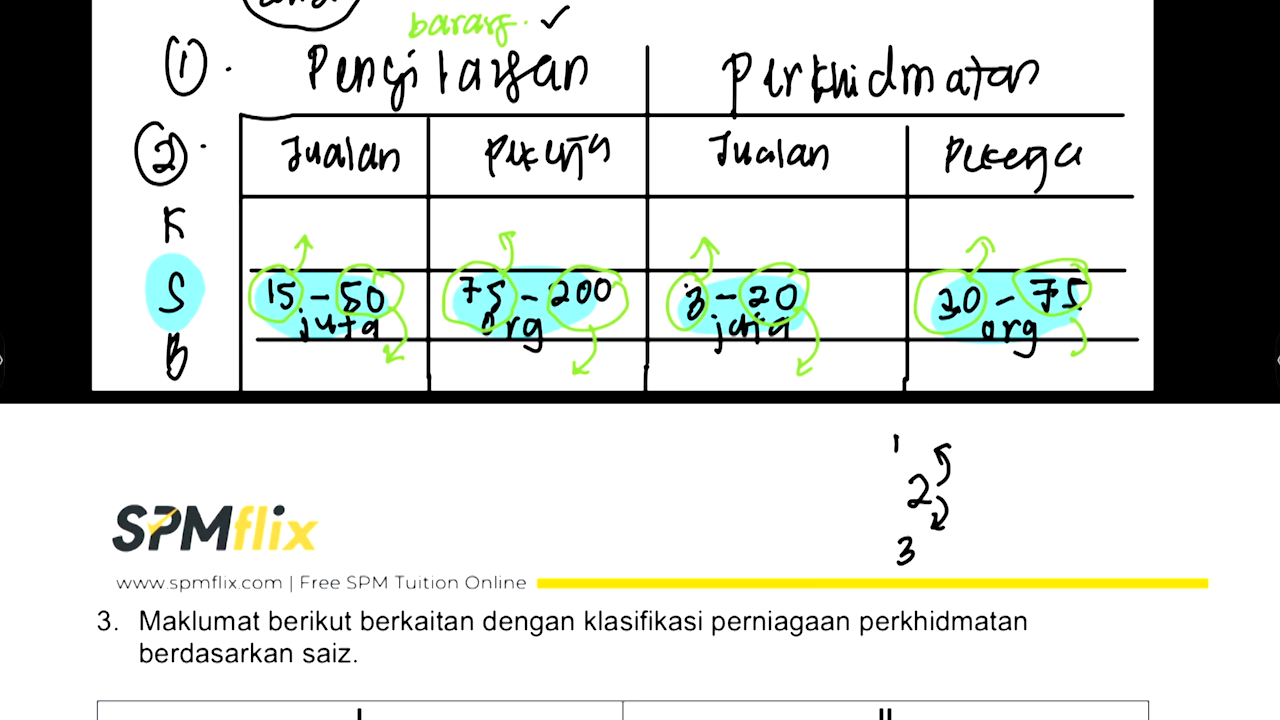 barang. ✓
1. Pengilangan Perkhidmatan
2. Jualan Pekerja Jualan Pekerja
K
S 15 - 50 75 - 200 3 - 20 30 - 75
juta org juta org
B
1
2
3
SPMflix
www.spmflix.com | Free SPM Tuition Online
3. Maklumat berikut berkaitan dengan klasifikasi perniagaan perkhidmatan
berdasarkan saiz.